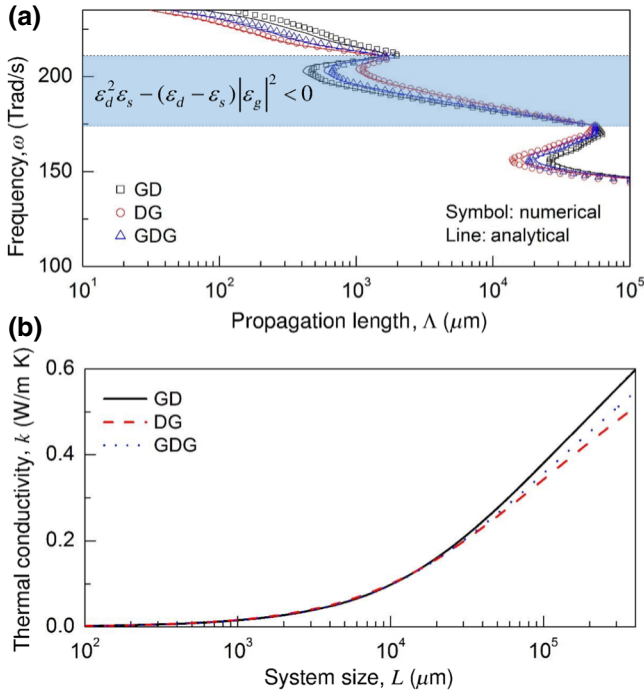 (a)
200
150
100
Frequency,ω (Trad/s)
ε_d^2ε_s − (ε_d − ε_s)|ε_g|^2 < 0
GD
DG
GDG
Symbol: numerical
Line: analytical
10^1 10^2 10^3 10^4 10^5
Propagation length, Λ (μm)
(b)
0.6
0.4
0.2
0.0
Thermal conductivity, k (W/m K)
GD
DG
GDG
10^2 10^3 10^4 10^5
System size, L (μm)